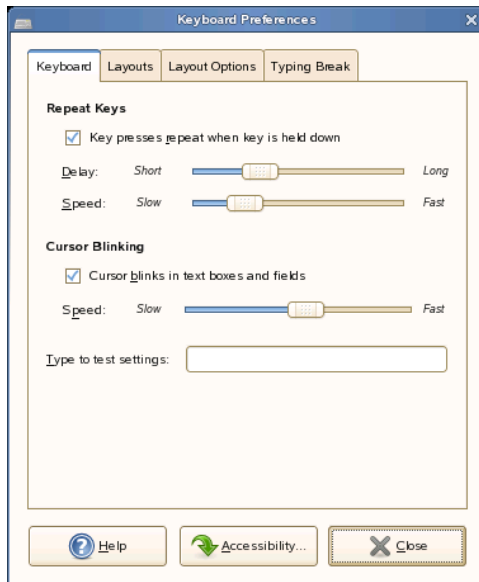 Keyboard Preferences
Keyboard Layouts Layout Options Typing Break
Repeat Keys
Key presses repeat when key is held down
Delay: Short Long
Speed: Slow Fast
Cursor Blinking
Cursor blinks in text boxes and fields
Speed: Slow Fast
Type to test settings:
Help Accessibility... Close